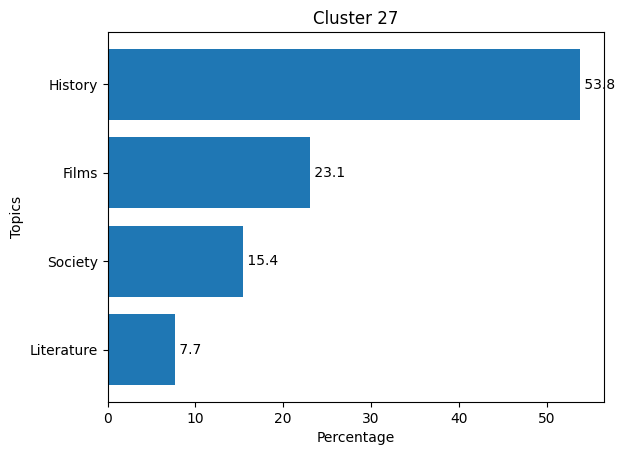 Cluster 27
History
53.8
Films
23.1
Society
15.4
Literature
7.7
Topics
0 10 20 30 40 50
Percentage